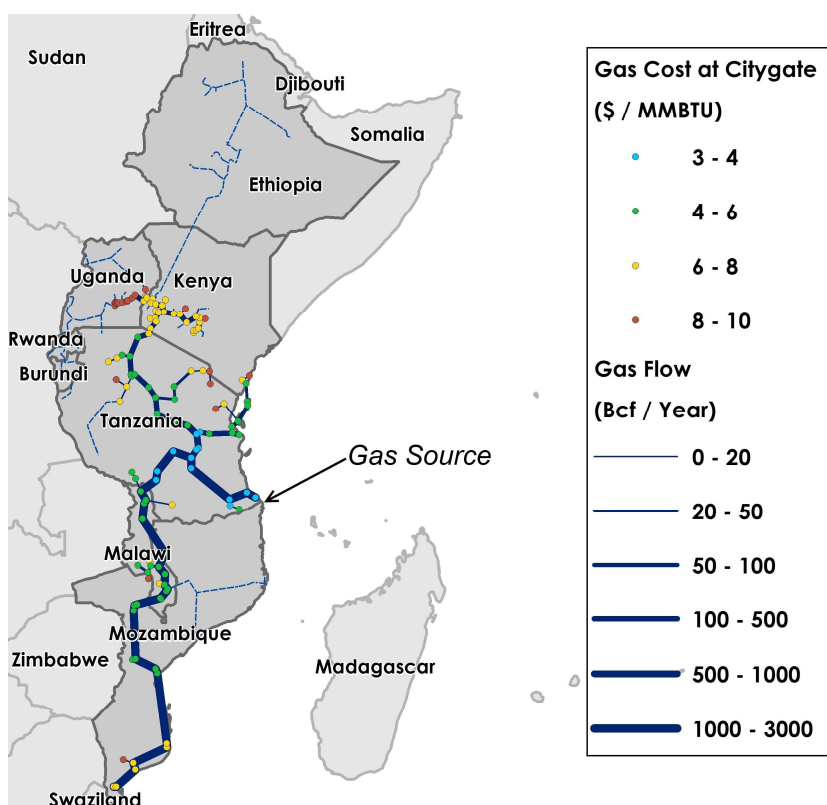 Eritrea
Sudan
Djibouti
Somalia
Ethiopia
Uganda
Kenya
Rwanda
Burundi
Tanzania
Gas Source
Malawi
Mozambique
Zimbabwe
Madagascar
Swaziland
Gas Cost at Citygate
($ / MMBTU)
3 - 4
4 - 6
6 - 8
8 - 10
Gas Flow
(Bcf / Year)
0 - 20
20 - 50
50 - 100
100 - 500
500 - 1000
1000 - 3000